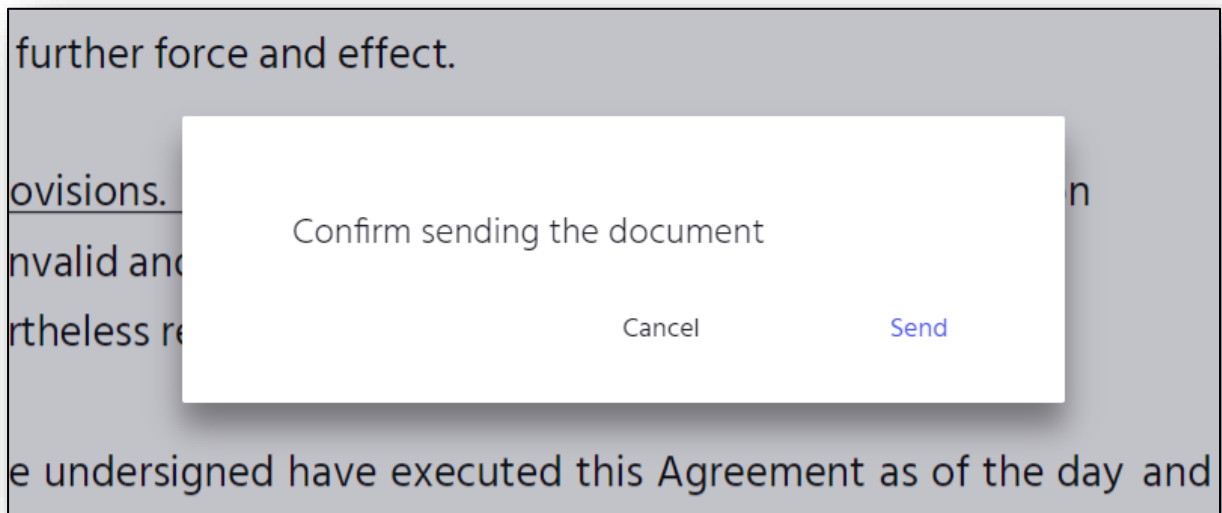 further force and effect.
ovisions.
Confirm sending the document
nvalid and
rtheless
Cancel Send
e undersigned have executed this Agreement as of the day and